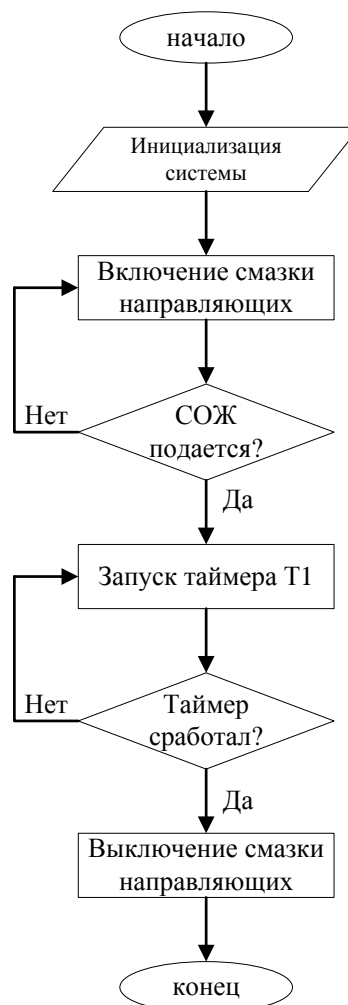 начало
Инициализация
системы
Включение смазки
направляющих
Нет
СОЖ
подается?
Да
Запуск таймера Т1
Нет
Таймер
сработал?
Да
Выключение смазки
направляющих
конец